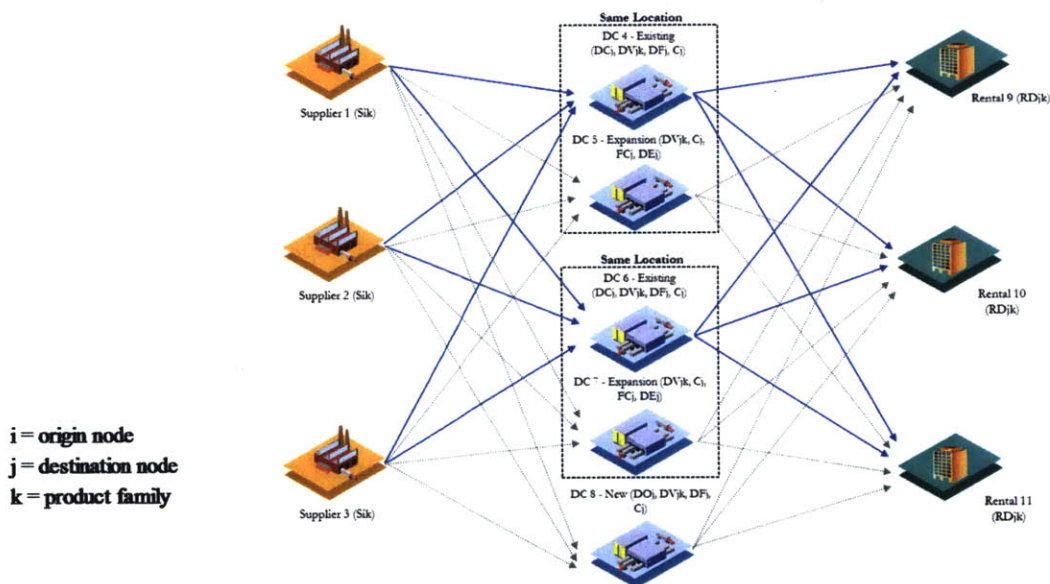 Same Location
DC 4 - Existing
(DCj, DVjk, DFj, Cj)
Supplier 1 (Sik)
Rental 9 (RDjk)
DC 5 - Expansion (DVjk, Cj,
FCj, DEj)
Supplier 2 (Sik)
Same Location
DC 6 - Existing
(DCj, DVjk, DFj, Cj)
Rental 10
(RDjk)
DC 7 - Expansion (DVjk, Cj,
FCj, DEj)
i = origin node
j = destination node
k = product family
Supplier 3 (Sik)
DC 8 - New (DOj, DVjk, DFj,
Cj)
Rental 11
(RDjk)